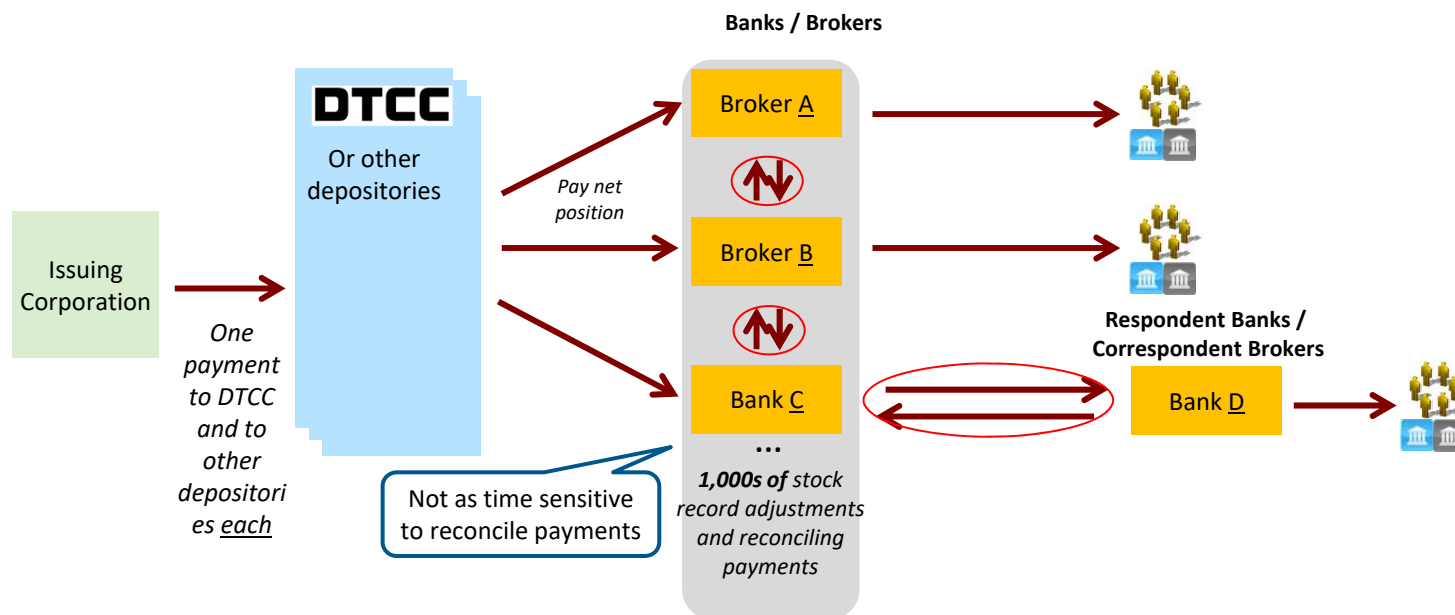 Banks / Brokers
DTCC
Or other
depositories
Pay net
position
Issuing
Corporation
One
payment
to DTCC
and to
other
depositori
es each
Broker A
Broker B
Bank C
...
1,000s of stock
record adjustments
and reconciling
payments
Not as time sensitive
to reconcile payments
Respondent Banks /
Correspondent Brokers
Bank D